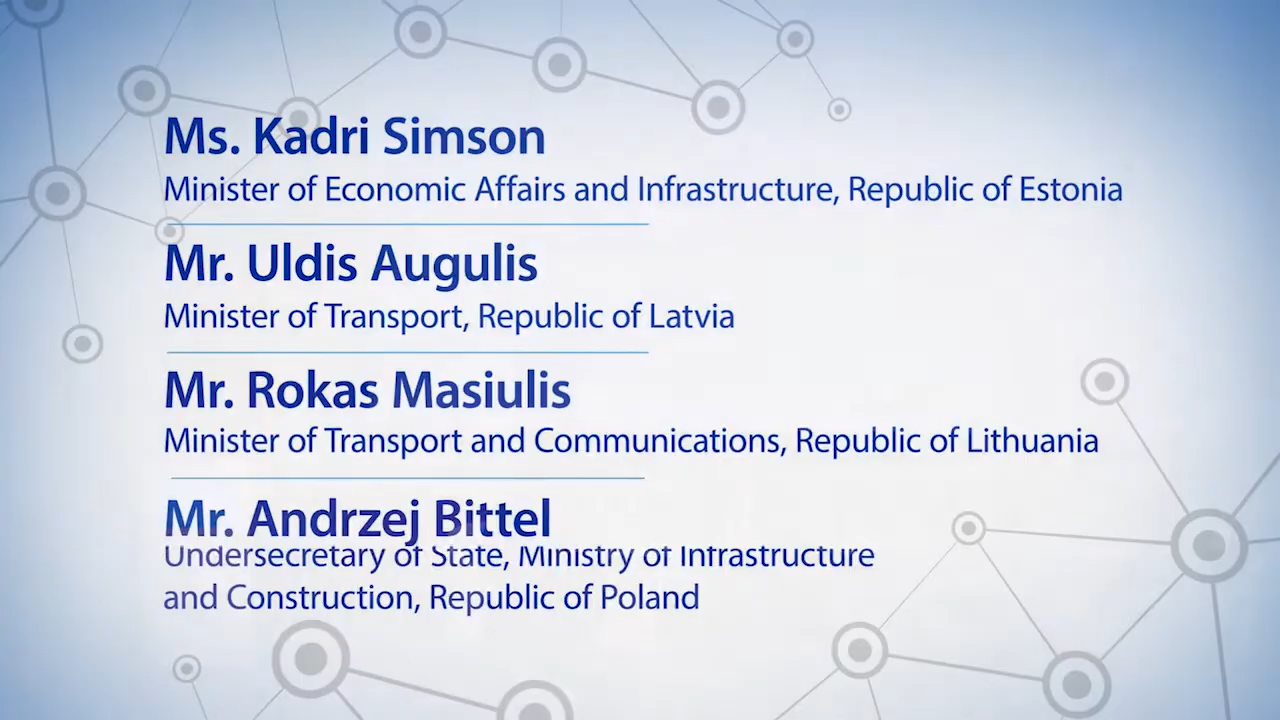 Ms. Kadri Simson
Minister of Economic Affairs and Infrastructure, Republic of Estonia
Mr. Uldis Augulis
Minister of Transport, Republic of Latvia
Mr. Rokas Masiulis
Minister of Transport and Communications, Republic of Lithuania
Mr. Andrzej Bittel
Undersecretary of State, Ministry of Infrastructure
and Construction, Republic of Poland